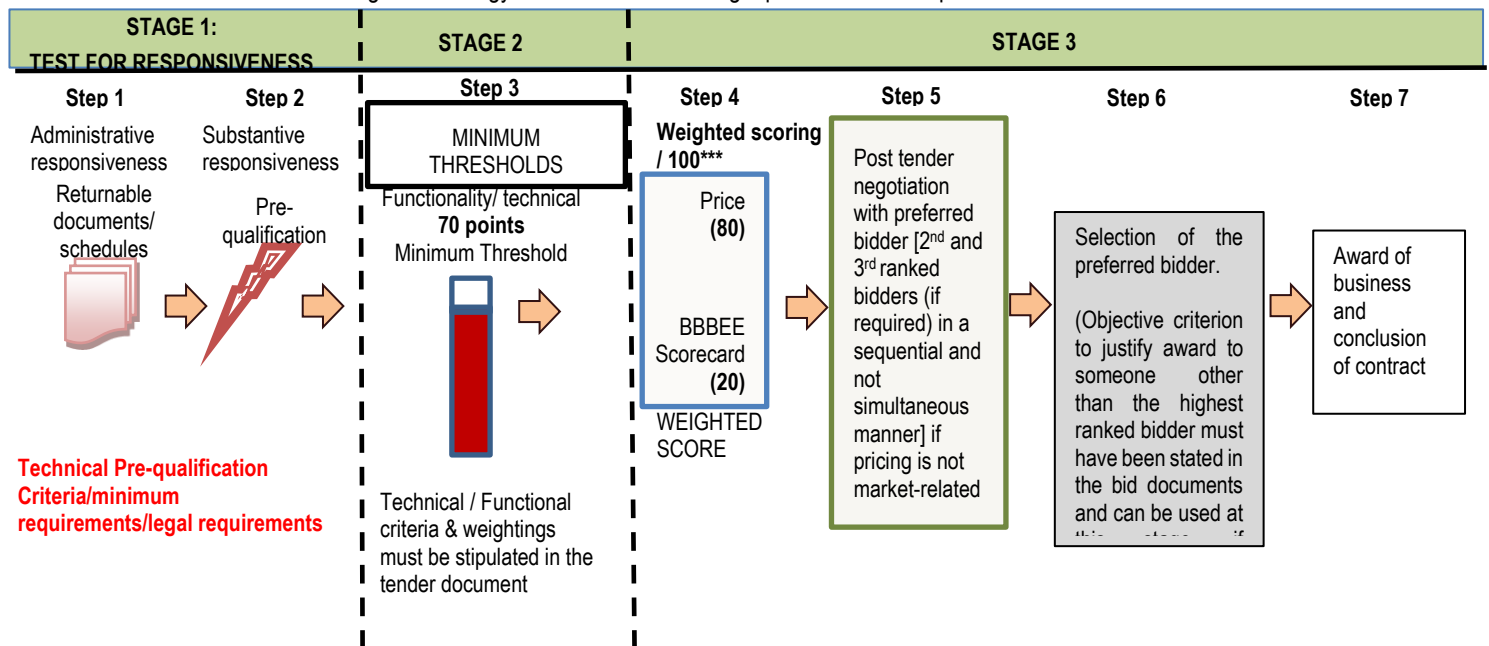 STAGE 1:
TEST FOR RESPONSIVENESS
STAGE 2
STAGE 3
Step 1
Administrative
responsiveness
Returnable
documents/
schedules
Step 2
Substantive
responsiveness
Pre-
qualification
Technical Pre-qualification
Criteria/minimum
requirements/legal requirements
Step 3
MINIMUM
THRESHOLDS
Functionality/ technical
70 points
Minimum Threshold
Technical / Functional
criteria & weightings
must be stipulated in the
tender document
Step 4
Weighted scoring
/ 100***
Price
(80)
BBBEE
Scorecard
(20)
WEIGHTED
SCORE
Step 5
Post tender
negotiation
with preferred
bidder [2nd and
3rd ranked
bidders (if
required) in a
sequential and
not
simultaneous
manner] if
pricing is not
market-related
Step 6
Selection of the
preferred bidder.
(Objective criterion
to justify award to
someone other
than the highest
ranked bidder must
have been stated in
the bid documents
and can be used at
this stage if
Step 7
Award of
business
and
conclusion
of contract